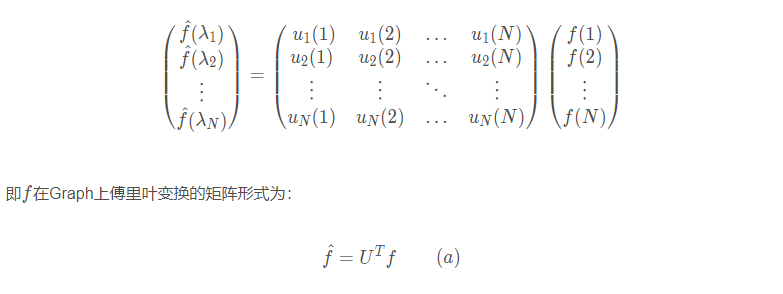 f̂(λ₁) u₁(1) u₁(2) … u₁(N) f(1)
f̂(λ₂) = u₂(1) u₂(2) … u₂(N) f(2)
⋮ ⋮ ⋮ ⋱ ⋮ ⋮
f̂(λ_N) u_N(1) u_N(2) … u_N(N) f(N)
即f在Graph上傅里叶变换的矩阵形式为：
f̂ = Uᵀf (a)